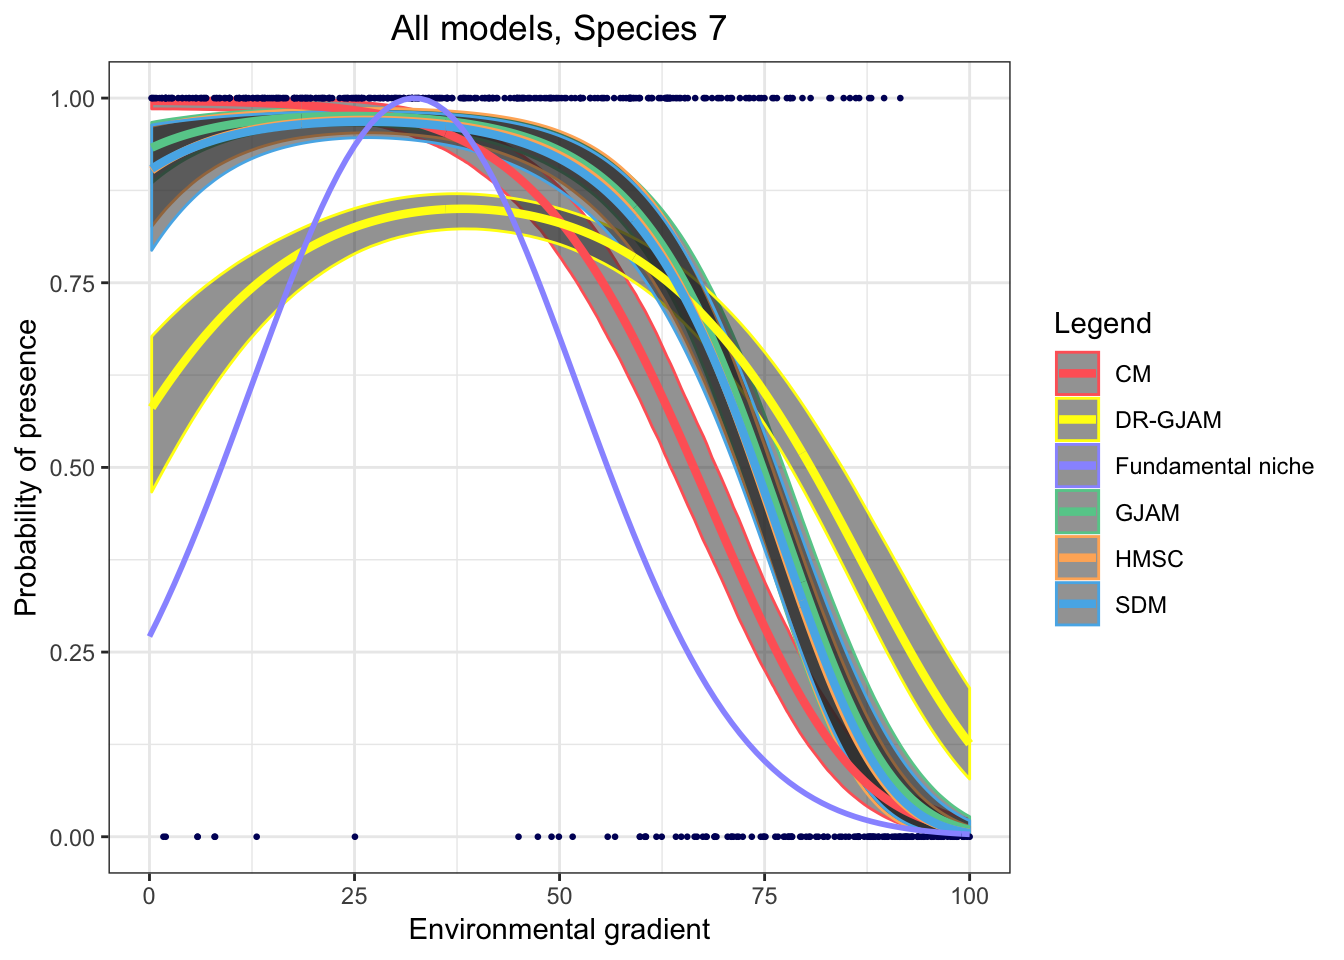 All models, Species 7
Probability of presence
1.00
0.75
0.50
0.25
0.00
0
25
50
75
100
Environmental gradient
Legend
CM
DR-GJAM
Fundamental niche
GJAM
HMSC
SDM